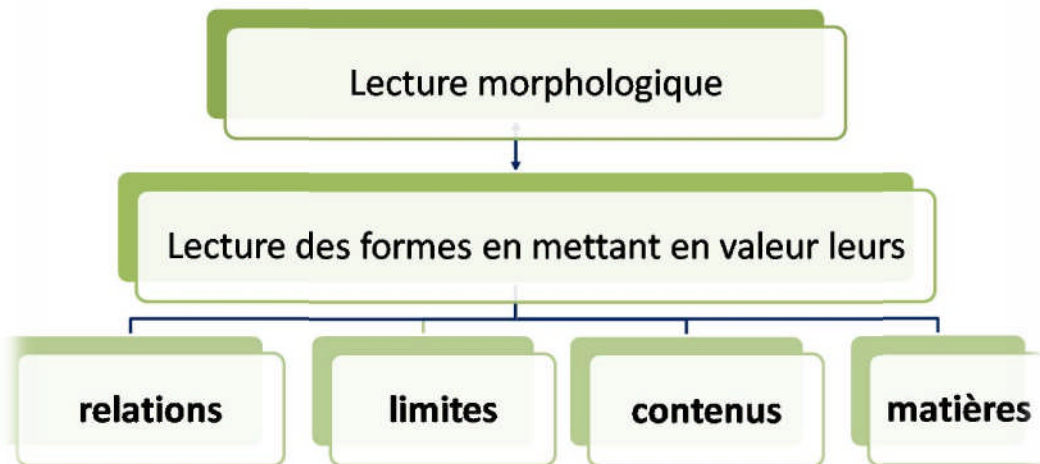 Lecture morphologique
Lecture des formes en mettant en valeur leurs
relations
limites
contenus
matières